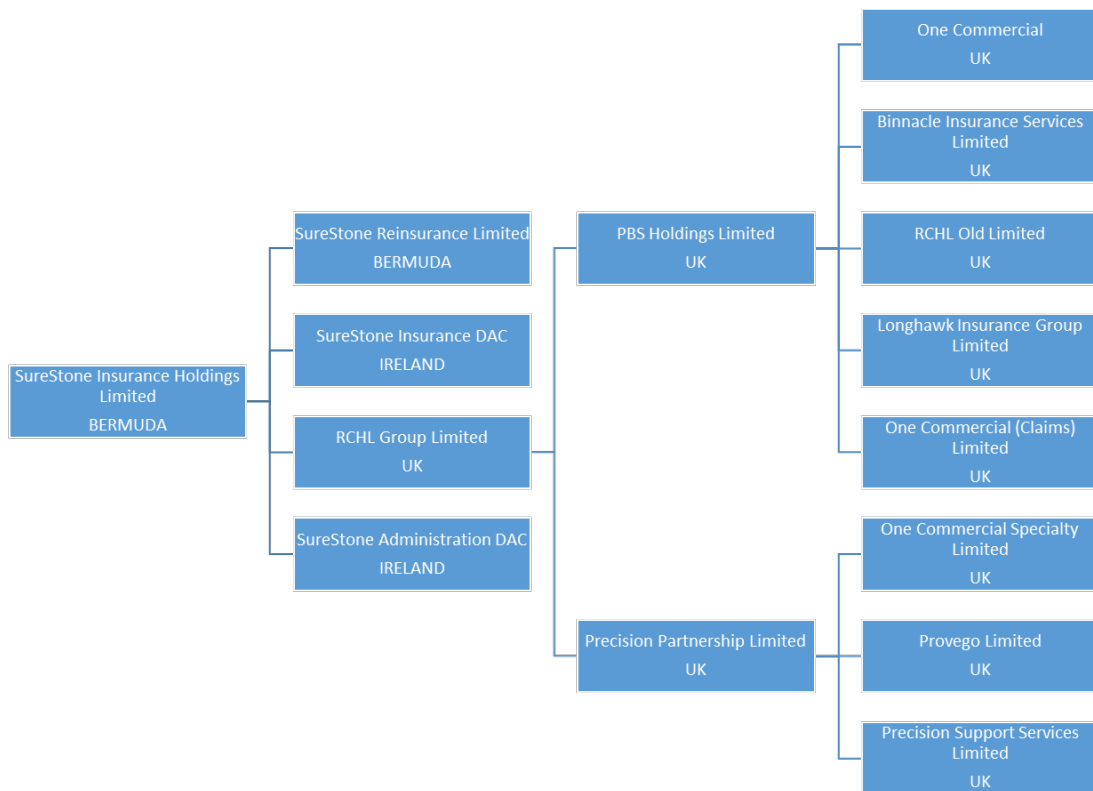 SureStone Insurance Holdings
Limited
BERMUDA
SureStone Reinsurance Limited
BERMUDA
SureStone Insurance DAC
IRELAND
RCHL Group Limited
UK
SureStone Administration DAC
IRELAND
PBS Holdings Limited
UK
Precision Partnership Limited
UK
One Commercial
UK
Binnacle Insurance Services
Limited
UK
RCHL Old Limited
UK
Longhawk Insurance Group
Limited
UK
One Commercial (Claims)
Limited
UK
One Commercial Specialty
Limited
UK
Provego Limited
UK
Precision Support Services
Limited
UK